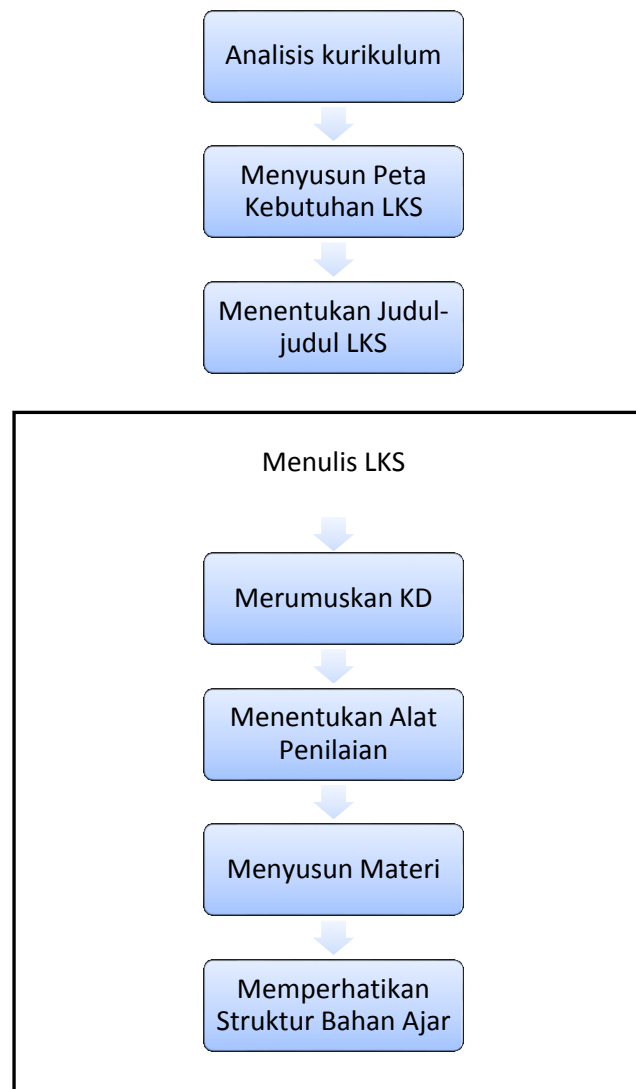 Analisis kurikulum
Menyusun Peta
Kebutuhan LKS
Menentukan Judul-
judul LKS
Menulis LKS
Merumuskan KD
Menentukan Alat
Penilaian
Menyusun Materi
Memperhatikan
Struktur Bahan Ajar